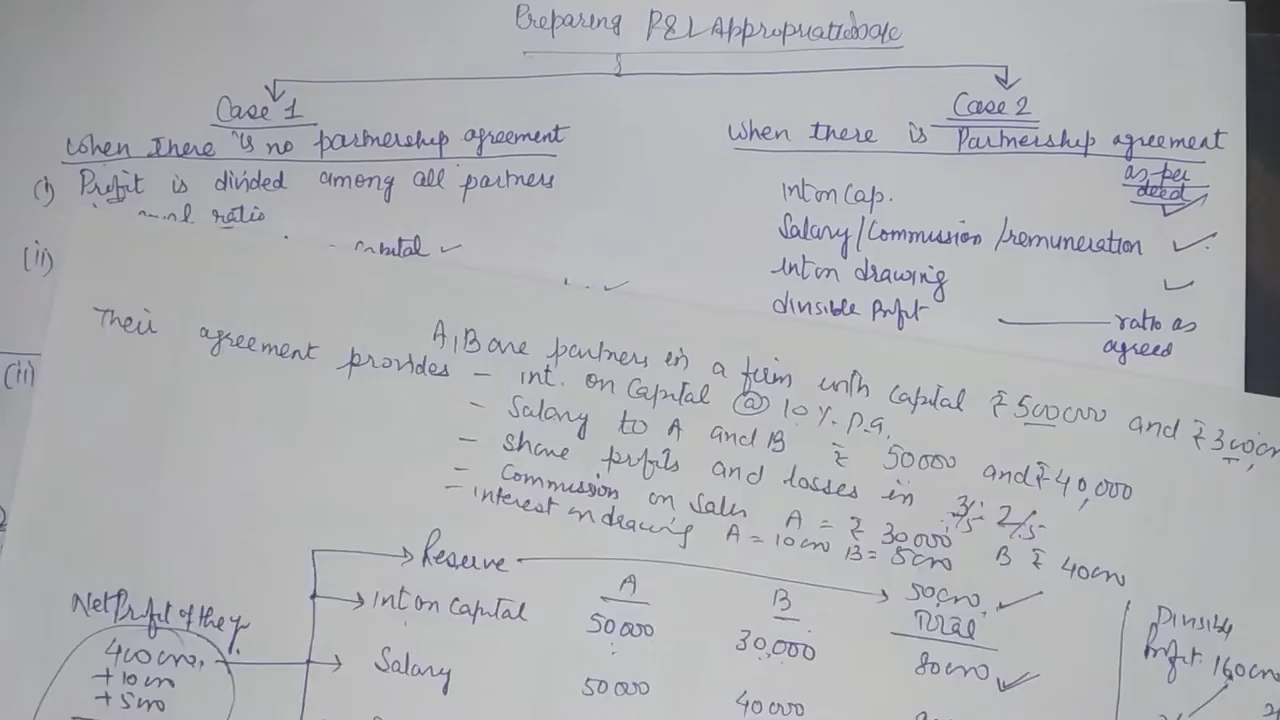 Preparing P&L Appropriation a/c
Case 1
When there is no partnership agreement
(i) Profit is divided among all partners
ratio
(ii)
(iii)
Case 2
When there is Partnership agreement
as per
deed
Int on Cap.
Salary/Commission/remuneration
Int on drawing
divisible Profit
ratio as
agreed
A, B are partners in a firm with capital ₹500000 and
Their agreement provides - int. on Capital @ 10 Y. p.a.
- Salary to A and B ₹ 50000 and ₹40,000
- Share profits and losses in 3/5 2/5
- Commission on Sales A = ₹ 30000 B ₹ 40000
- interest on drawing A = 10000 B = 5000
Reserve 50000
A B Total
Int on Capital 50000 30,000 80000
Salary 50000 40000
Net Profit of the yr.
400000
+10000
+5000
Divisible
Profit 160000